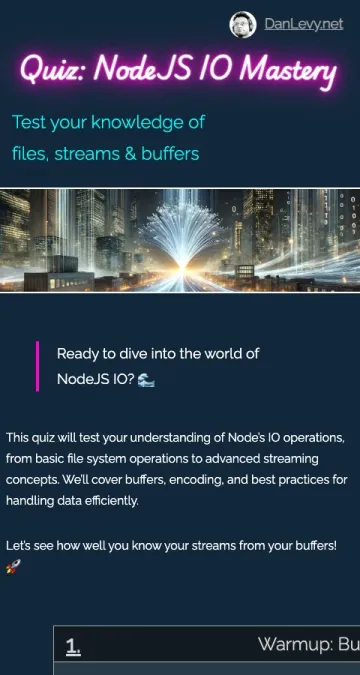 DanLevy.net
Quiz: NodeJS IO Mastery
Test your knowledge of
files, streams & buffers
Ready to dive into the world of
NodeJS IO? 🌊
This quiz will test your understanding of Node’s IO operations,
from basic file system operations to advanced streaming
concepts. We’ll cover buffers, encoding, and best practices for
handling data efficiently.
Let’s see how well you know your streams from your buffers!
🚀
1. Warmup: Bu